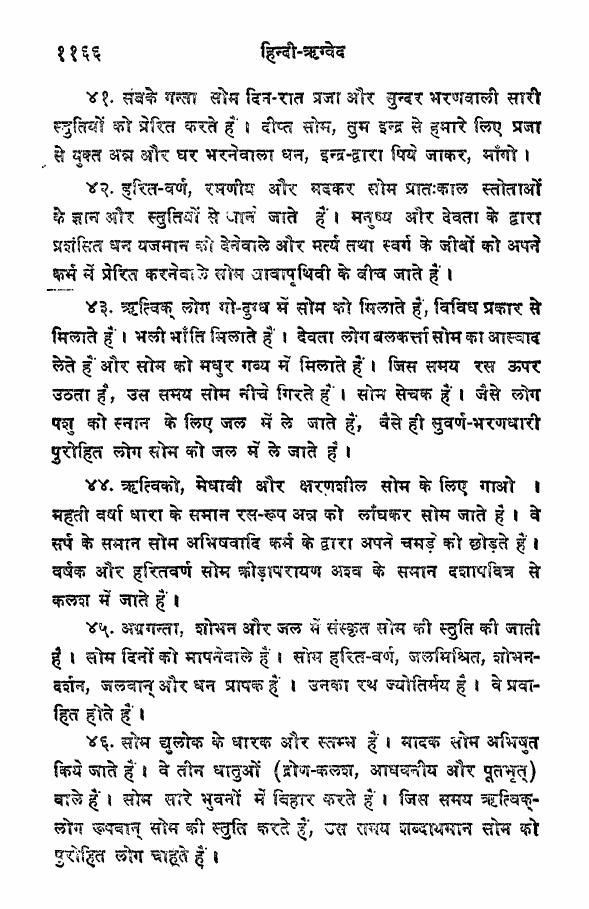 ११६६ हिन्दी-ऋग्वेद
४१. सबके गन्ता सोम दिन-रात प्रजा और सुन्दर भरणवाली सारी
स्तुतियों को प्रेरित करते हैं। दीप्त सोम, तुम इन्द्र से हमारे लिए प्रजा
से युक्त अन्न और घर भरनेवाला धन, इन्द्र-द्वारा पिये जाकर, माँगो।
४२. हरित-वर्ण, रमणीय और मदकर सोम प्रातःकाल स्तोताओं
के ज्ञान और स्तुतियों से जाने जाते हैं। मनुष्य और देवता के द्वारा
प्रशंसित धन यजमान को देनेवाले और मर्त्य तथा स्वर्ग के जीवों को अपने
कर्म में प्रेरित करनेवाले सोम द्यावापृथिवी के बीच जाते हैं।
४३. ऋत्विक् लोग गो-दुग्ध में सोम को मिलाते हैं, विविध प्रकार से
मिलाते हैं। भली भाँति मिलाते हैं। देवता लोग बलकर्त्ता सोम का आस्वाद
लेते हैं और सोम को मधुर गव्य में मिलाते हैं। जिस समय रस ऊपर
उठता है, उस समय सोम नीचे गिरते हैं। सोम सेचक हैं। जैसे लोग
पशु को स्नान के लिए जल में ले जाते हैं, वैसे ही सुवर्ण-भरणधारी
पुरोहित लोग सोम को जल में ले जाते हैं।
४४. ऋत्विको, मेधावी और क्षरणशील सोम के लिए गाओ ।
महती वर्षा धारा के समान रस-रूप अन्न को लाँघकर सोम जाते हैं। वे
सर्प के समान सोम अभिषवादि कर्म के द्वारा अपने चमड़े को छोड़ते हैं।
वर्षक और हरितवर्ण सोम क्रीड़ापरायण अश्व के समान दशापवित्र से
कलश में जाते हैं।
४५. अग्रगन्ता, शोभन और जल में संस्कृत सोम की स्तुति की जाती
है। सोम दिनों को मापनेवाले हैं। सोम हरित-वर्ण, जलमिश्रित, शोभन-
दर्शन, जलवान् और धन प्रापक हैं। उनका रथ ज्योतिर्मय है। वे प्रवा-
हित होते हैं।
४६. सोम द्युलोक के धारक और स्तम्भ हैं। मादक सोम अभिषुत
किये जाते हैं। वे तीन धातुओं (द्रोण-कलश, आधवनीय और पूतभृत्)
वाले हैं। सोम सारे भुवनों में विहार करते हैं। जिस समय ऋत्विक्-
लोग रूपवान् सोम की स्तुति करते हैं, उस समय शब्दायमान सोम को
पुरोहित लोग चाहते हैं।